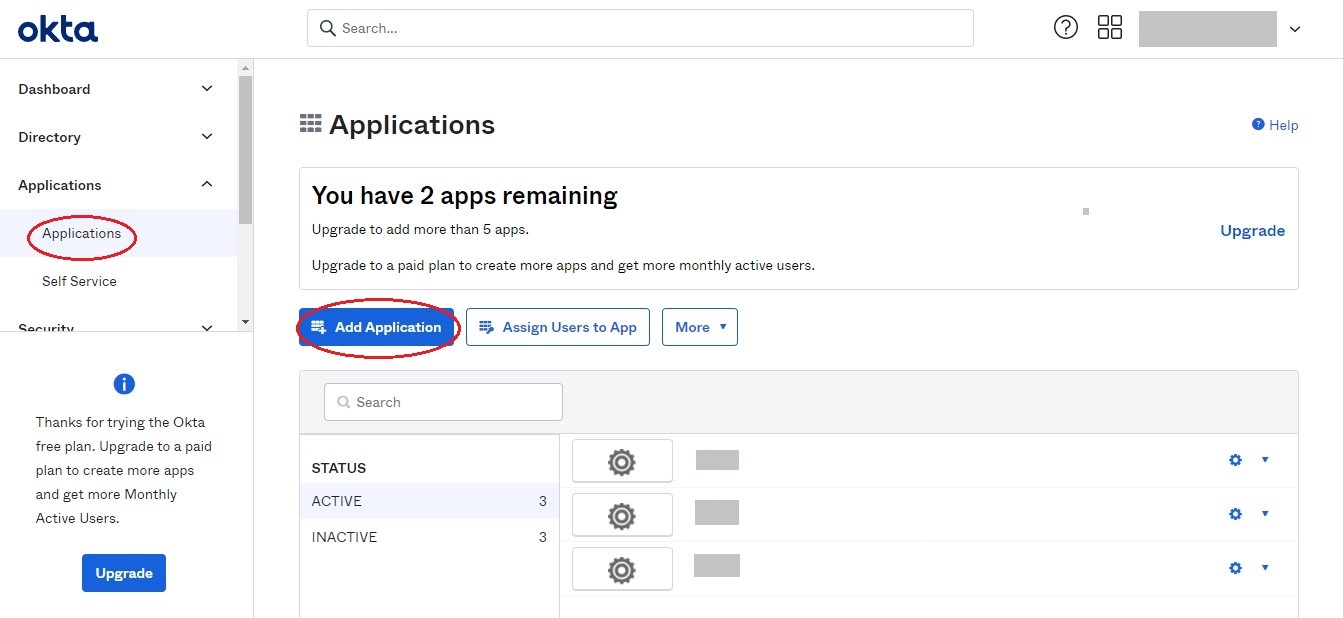 okta
Search...
Dashboard
Directory
Applications
Applications
Self Service
Security
Thanks for trying the Okta
free plan. Upgrade to a paid
plan to create more apps
and get more Monthly
Active Users.
Upgrade
Applications
Help
You have 2 apps remaining
Upgrade to add more than 5 apps.
Upgrade to a paid plan to create more apps and get more monthly active users.
Upgrade
Add Application
Assign Users to App
More
Search
STATUS
ACTIVE 3
INACTIVE 3